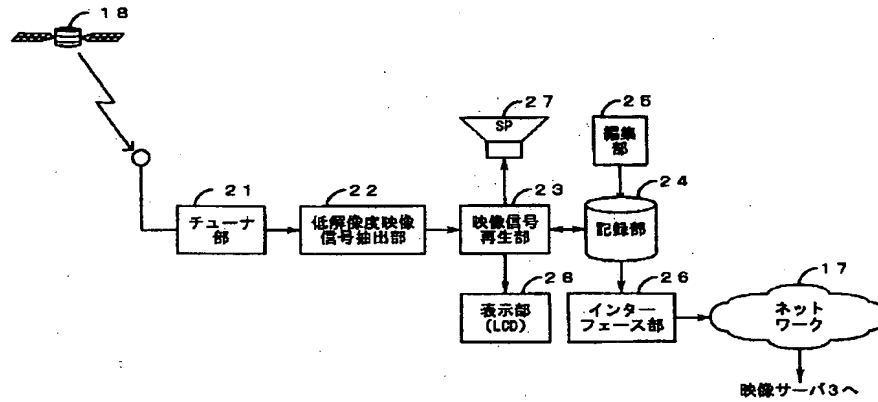 18
27
SP
25
編集
部
21
チューナ
部
22
低解像度映像
信号抽出部
23
映像信号
再生部
24
記録部
28
表示部
(LCD)
26
インター
フェース部
17
ネット
ワーク
映像サーバ3へ